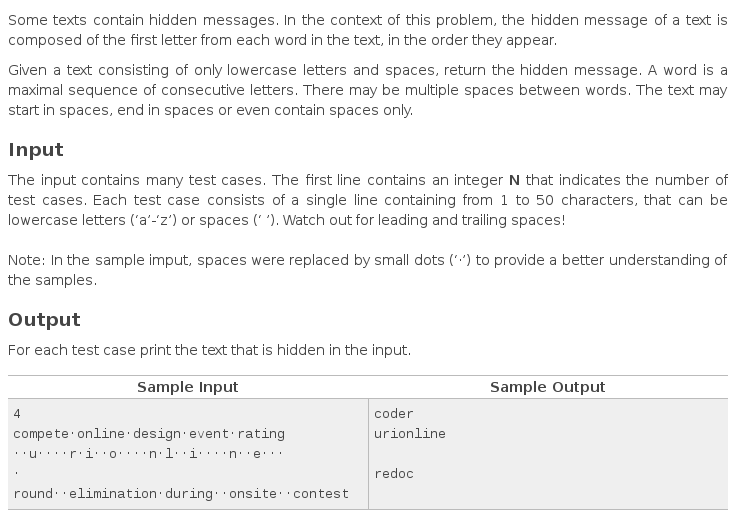 Some texts contain hidden messages. In the context of this problem, the hidden message of a text is
composed of the first letter from each word in the text, in the order they appear.
Given a text consisting of only lowercase letters and spaces, return the hidden message. A word is a
maximal sequence of consecutive letters. There may be multiple spaces between words. The text may
start in spaces, end in spaces or even contain spaces only.
Input
The input contains many test cases. The first line contains an integer N that indicates the number of
test cases. Each test case consists of a single line containing from 1 to 50 characters, that can be
lowercase letters (‘a’-‘z’) or spaces (‘ ’). Watch out for leading and trailing spaces!
Note: In the sample imput, spaces were replaced by small dots (‘·’) to provide a better understanding of
the samples.
Output
For each test case print the text that is hidden in the input.
Sample Input
4
compete·online·design·event·rating
··u····r·i··o····n·l··i····n··e···
·
round··elimination·during··onsite··contest
Sample Output
coder
urionline
redoc